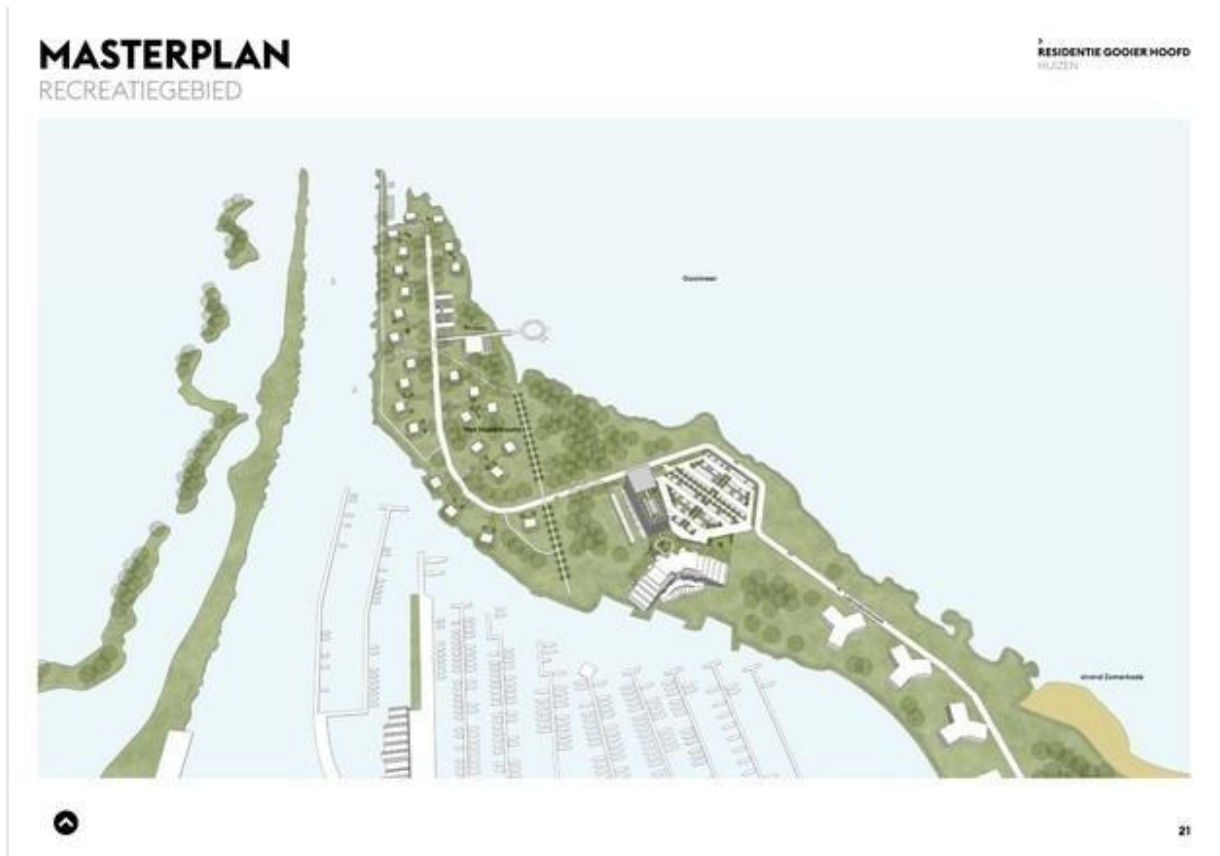 MASTERPLAN
RECREATIEGEBIED
RESIDENTIE GOOIER HOOFD
HUIZEN
Gooimeer
strand Zomerkade
21